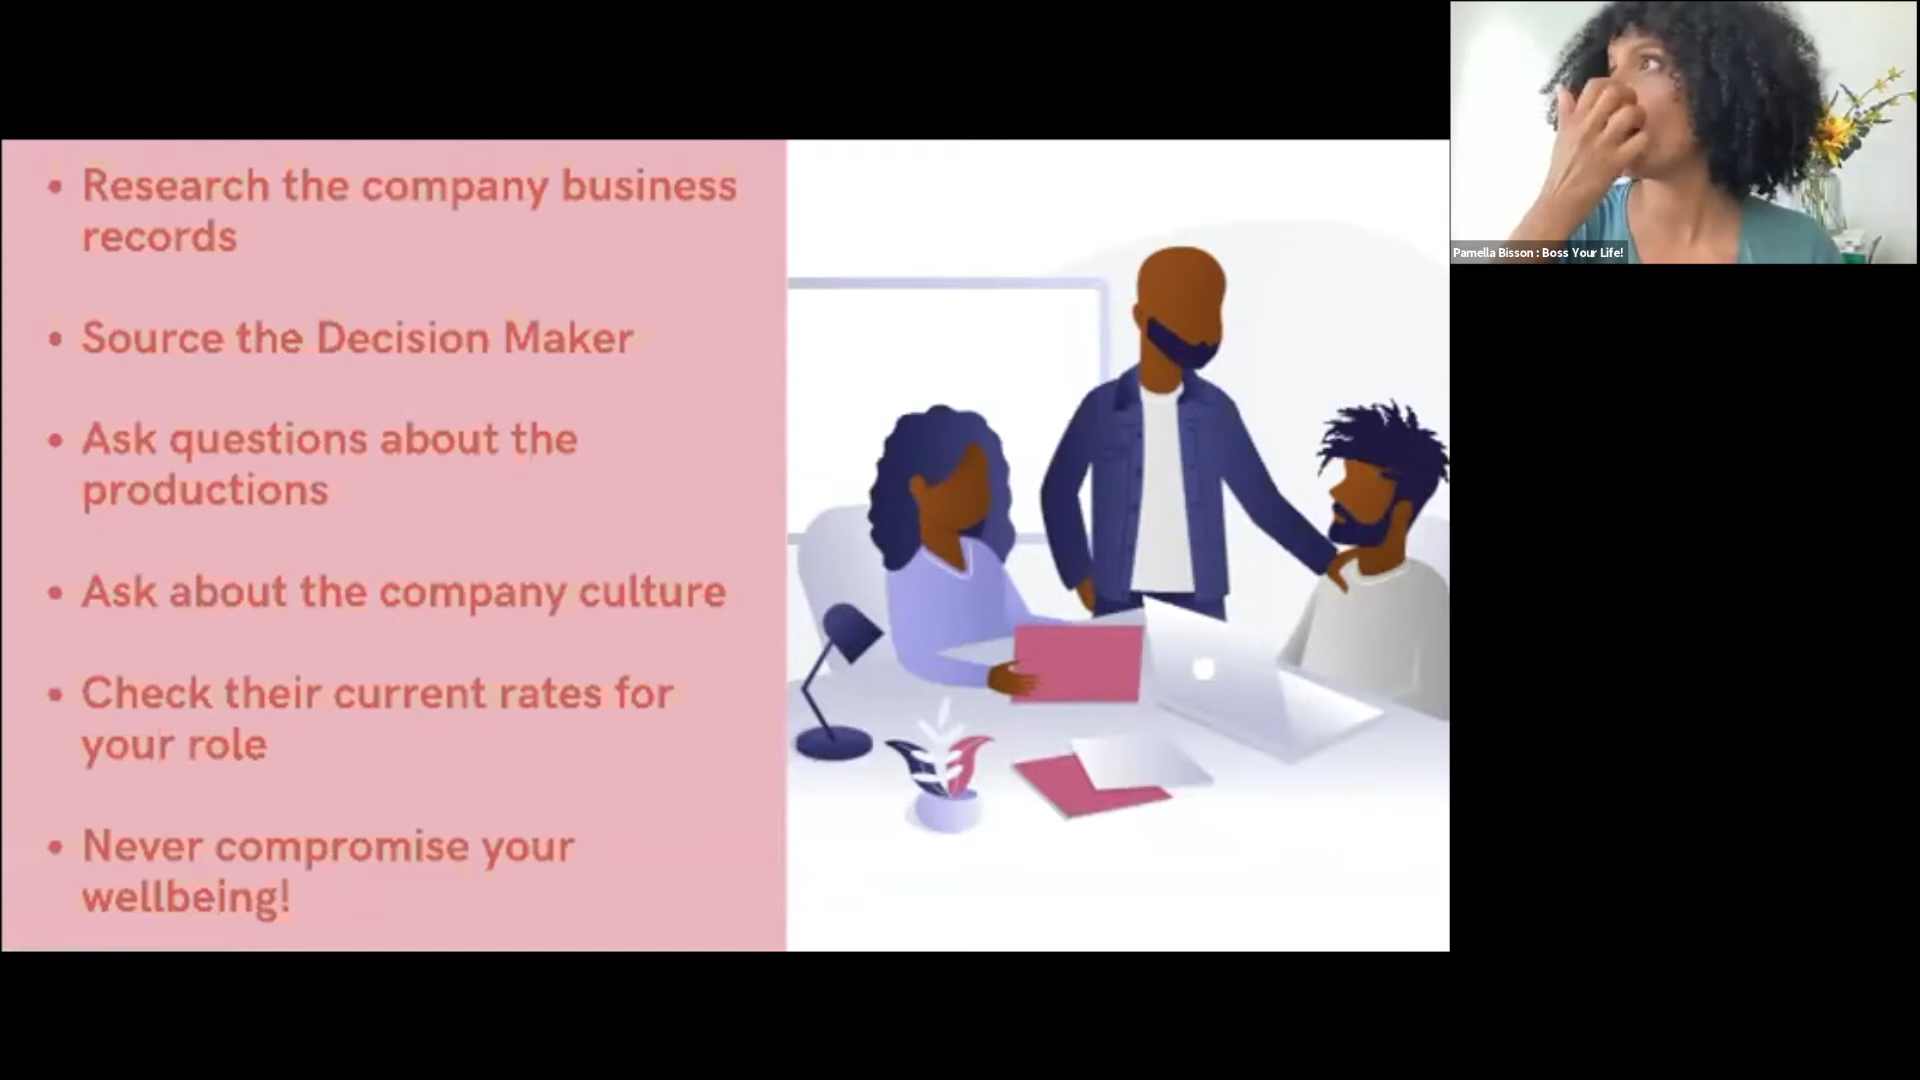 • Research the company business
records
• Source the Decision Maker
• Ask questions about the
productions
• Ask about the company culture
• Check their current rates for
your role
• Never compromise your
wellbeing!
Pamella Bisson : Boss Your Life!